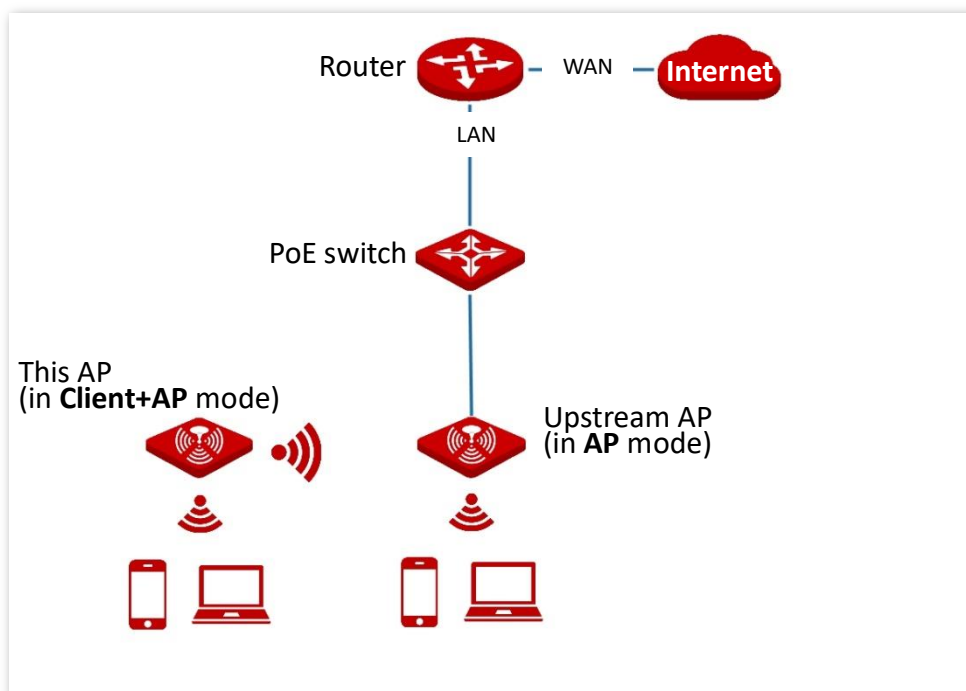 Router
WAN
Internet
LAN
PoE switch
This AP
(in Client+AP mode)
Upstream AP
(in AP mode)